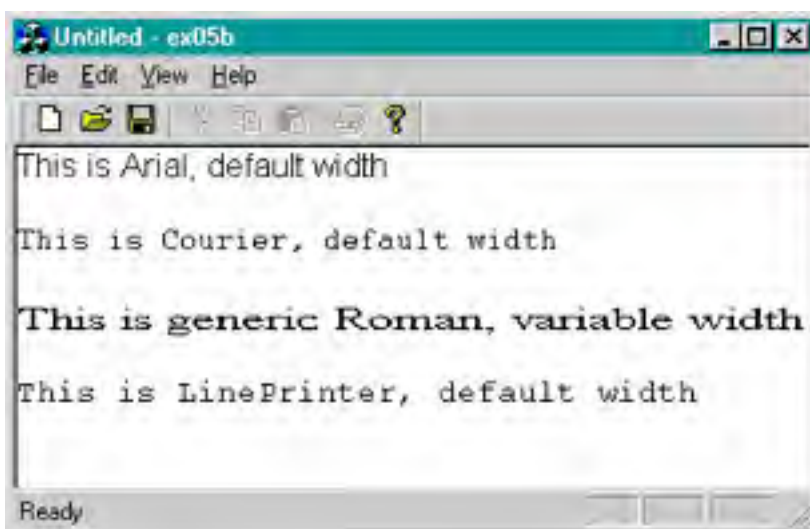 Untitled - ex05b
File Edit View Help
This is Arial, default width
This is Courier, default width
This is generic Roman, variable width
This is LinePrinter, default width
Ready